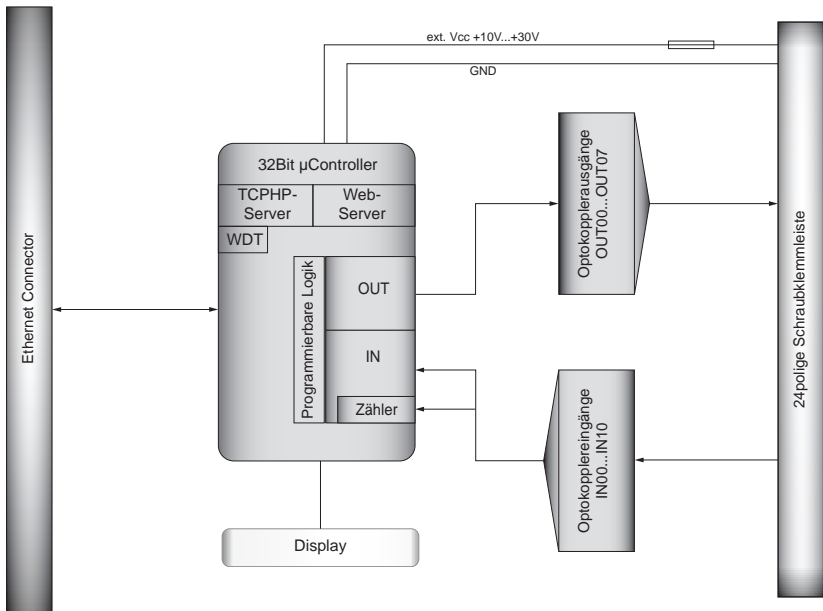 ext. Vcc +10V...+30V
GND
32Bit µController
TCPHP-
Server
Web-
Server
WDT
Programmierbare Logik
OUT
IN
Zähler
Display
Ethernet Connector
Optokopplerausgänge
OUT00...OUT07
Optokopplereingänge
IN00...IN10
24polige Schraubklemmleiste